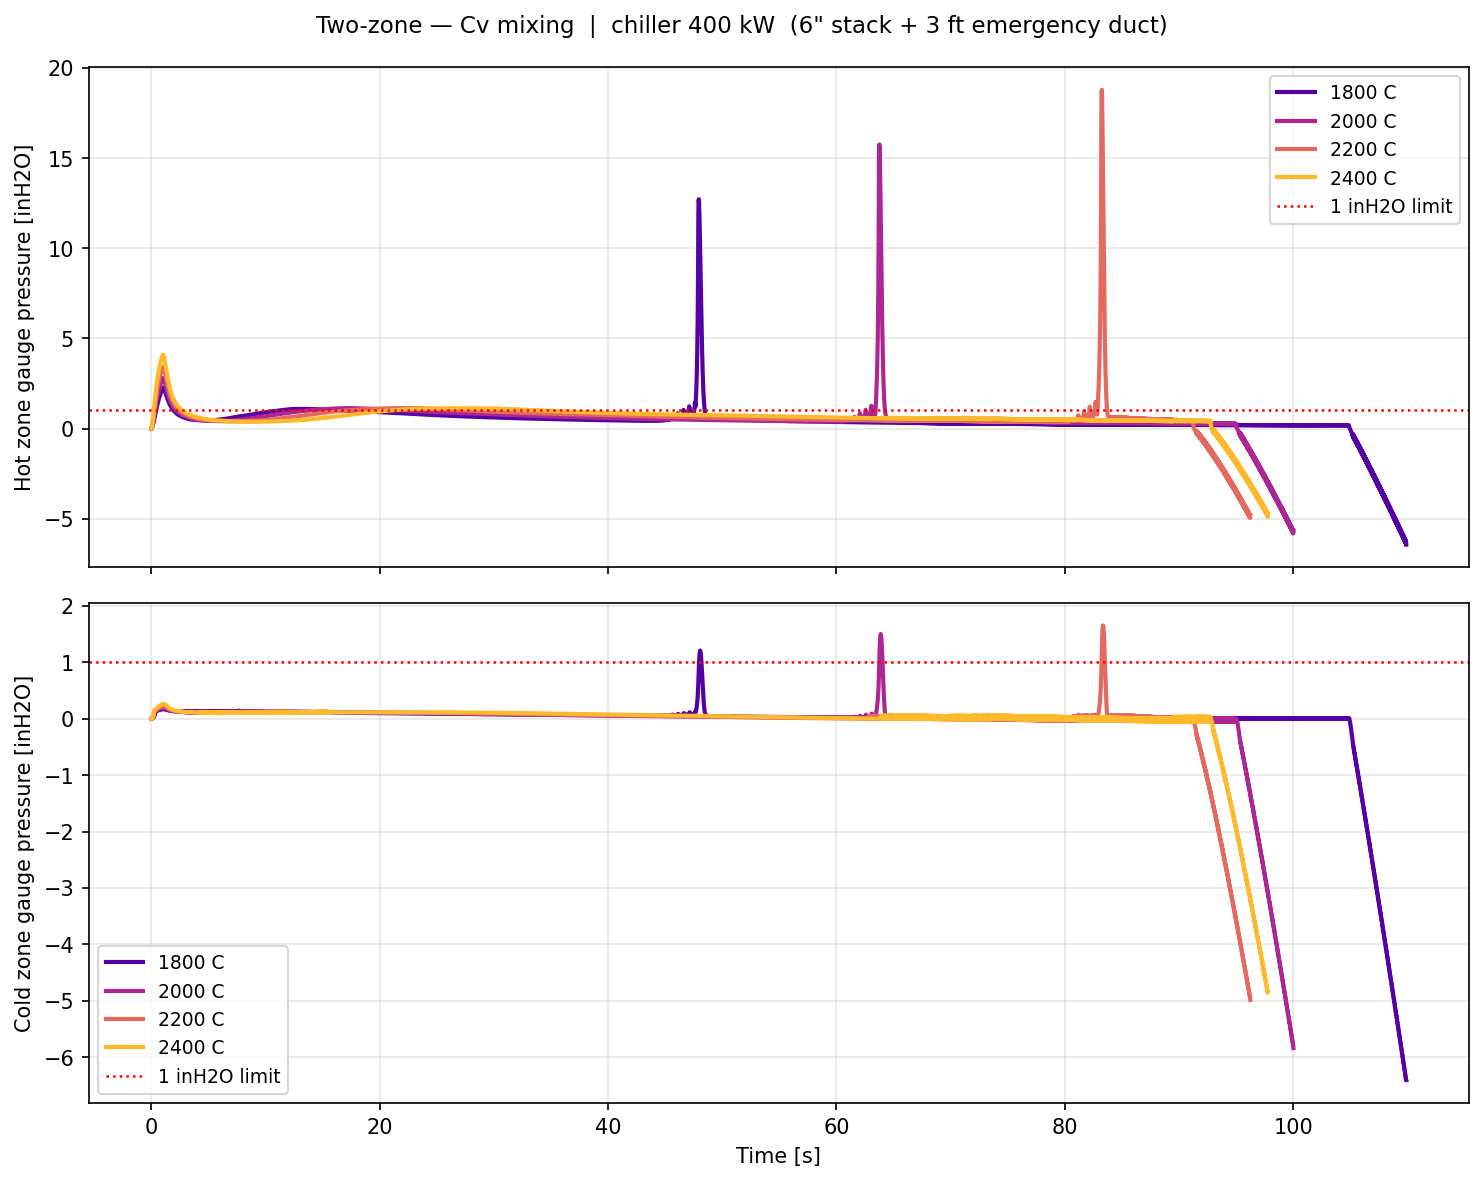 Two-zone — Cv mixing | chiller 400 kW (6" stack + 3 ft emergency duct)
Hot zone gauge pressure [inH2O]
20
15
10
5
0
−5
1800 C
2000 C
2200 C
2400 C
1 inH2O limit
Cold zone gauge pressure [inH2O]
2
1
0
−1
−2
−3
−4
−5
−6
1800 C
2000 C
2200 C
2400 C
1 inH2O limit
0 20 40 60 80 100
Time [s]